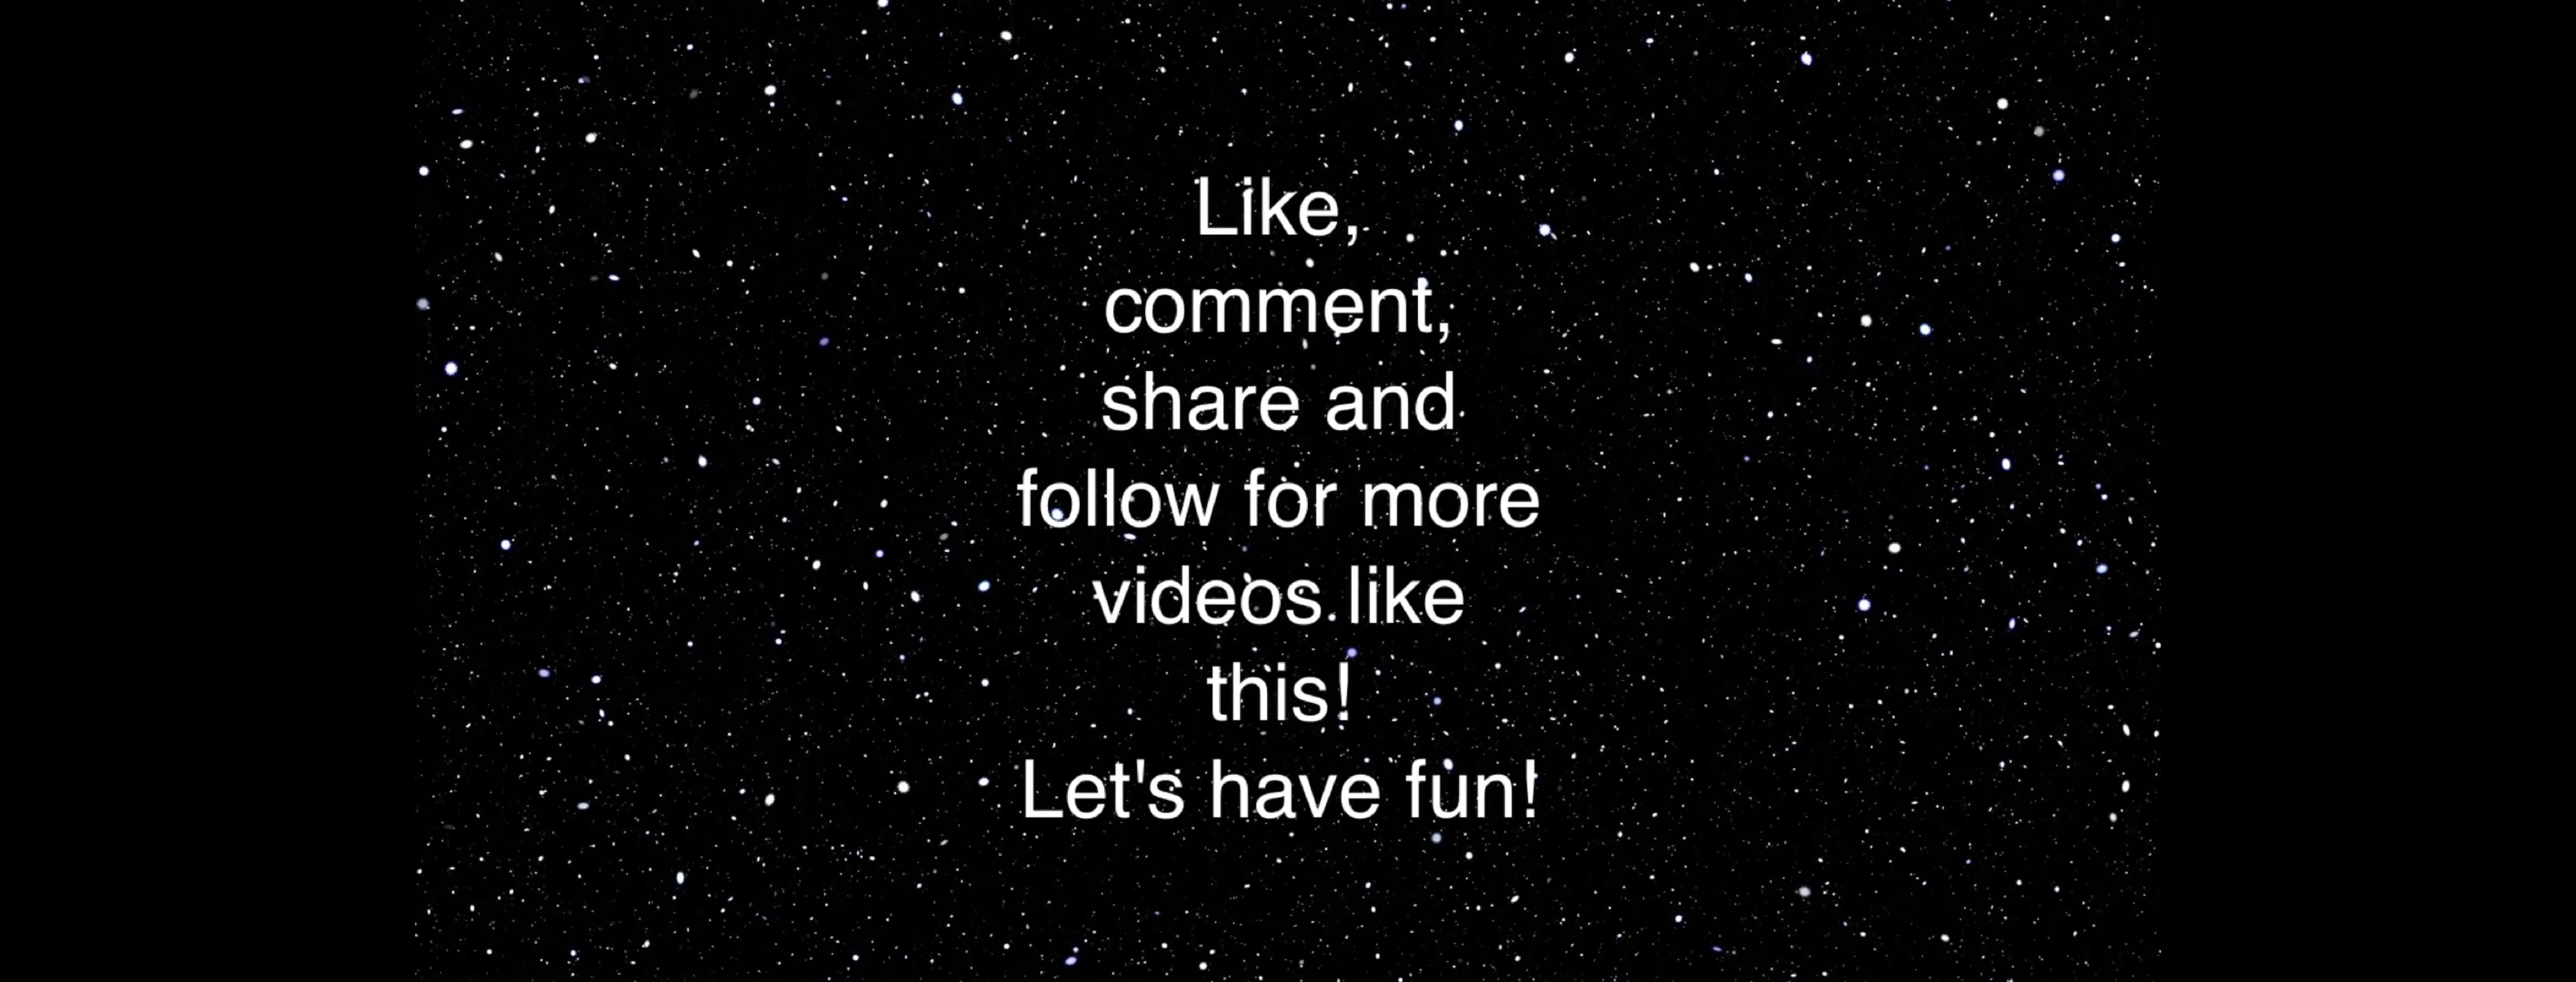 Like,
comment,
share and
follow for more
videos like
this!
Let's have fun!